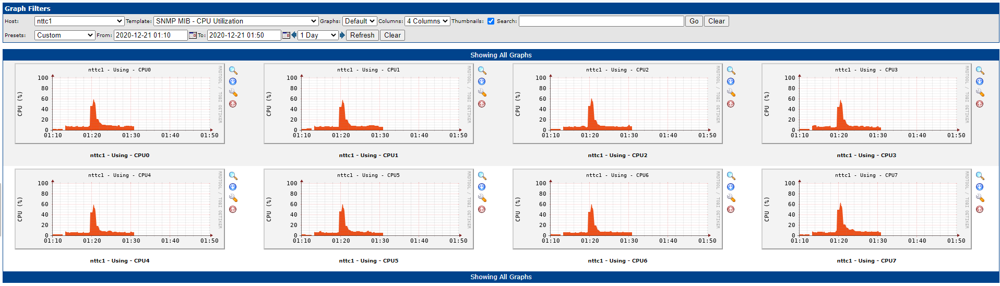 Graph Filters
Host: nttc1 Template: SNMP MIB - CPU Utilization Graphs: Default Columns: 4 Columns Thumbnails: Search: Go Clear
Presets: Custom From: 2020-12-21 01:10 To: 2020-12-21 01:50 1 Day Refresh Clear
Showing All Graphs
nttc1 - Using - CPU0
RRDTOOL / TOBI OETIKER
CPU (%)
100
80
60
40
20
0
01:10 01:20 01:30 01:40 01:50
nttc1 - Using - CPU0
nttc1 - Using - CPU1
RRDTOOL / TOBI OETIKER
CPU (%)
100
80
60
40
20
0
01:10 01:20 01:30 01:40 01:50
nttc1 - Using - CPU1
nttc1 - Using - CPU2
RRDTOOL / TOBI OETIKER
CPU (%)
100
80
60
40
20
0
01:10 01:20 01:30 01:40 01:50
nttc1 - Using - CPU2
nttc1 - Using - CPU3
RRDTOOL / TOBI OETIKER
CPU (%)
100
80
60
40
20
0
01:10 01:20 01:30 01:40 01:50
nttc1 - Using - CPU3
nttc1 - Using - CPU4
RRDTOOL / TOBI OETIKER
CPU (%)
100
80
60
40
20
0
01:10 01:20 01:30 01:40 01:50
nttc1 - Using - CPU4
nttc1 - Using - CPU5
RRDTOOL / TOBI OETIKER
CPU (%)
100
80
60
40
20
0
01:10 01:20 01:30 01:40 01:50
nttc1 - Using - CPU5
nttc1 - Using - CPU6
RRDTOOL / TOBI OETIKER
CPU (%)
100
80
60
40
20
0
01:10 01:20 01:30 01:40 01:50
nttc1 - Using - CPU6
nttc1 - Using - CPU7
RRDTOOL / TOBI OETIKER
CPU (%)
100
80
60
40
20
0
01:10 01:20 01:30 01:40 01:50
nttc1 - Using - CPU7
Showing All Graphs